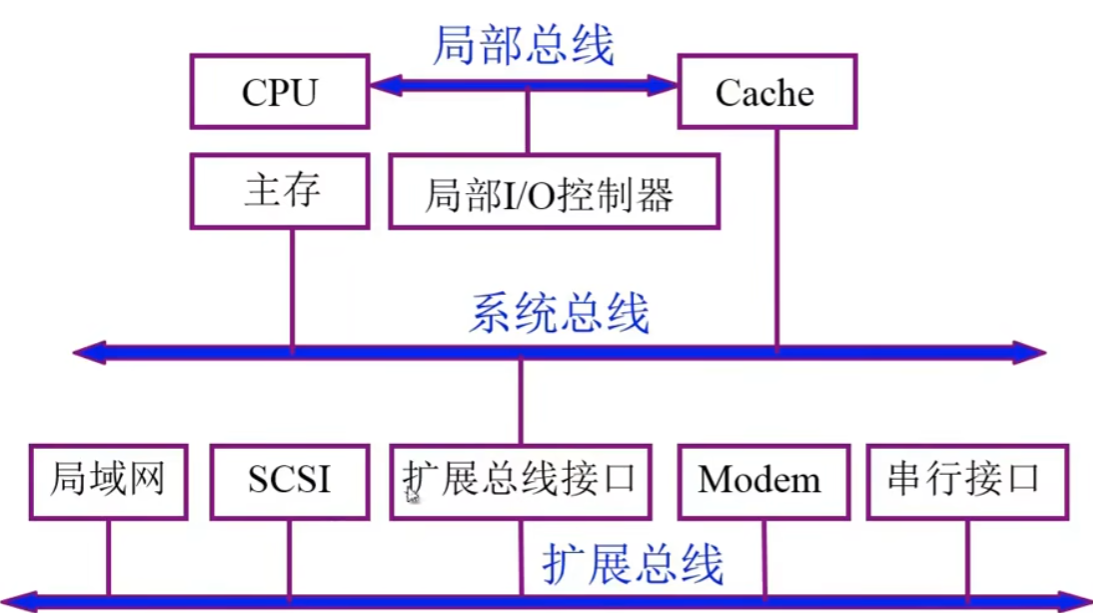 局部总线
CPU
Cache
主存
局部I/O控制器
系统总线
局域网
SCSI
扩展总线接口
Modem
串行接口
扩展总线